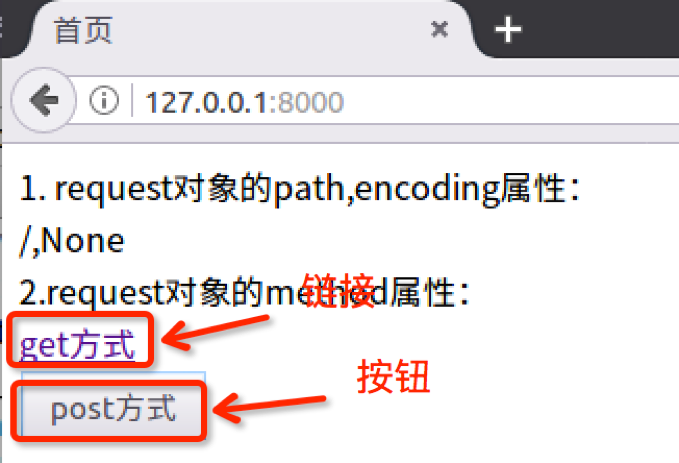 首页
127.0.0.1:8000
1. request对象的path,encoding属性：
/,None
2.request对象的method属性：
链接
get方式
按钮
post方式